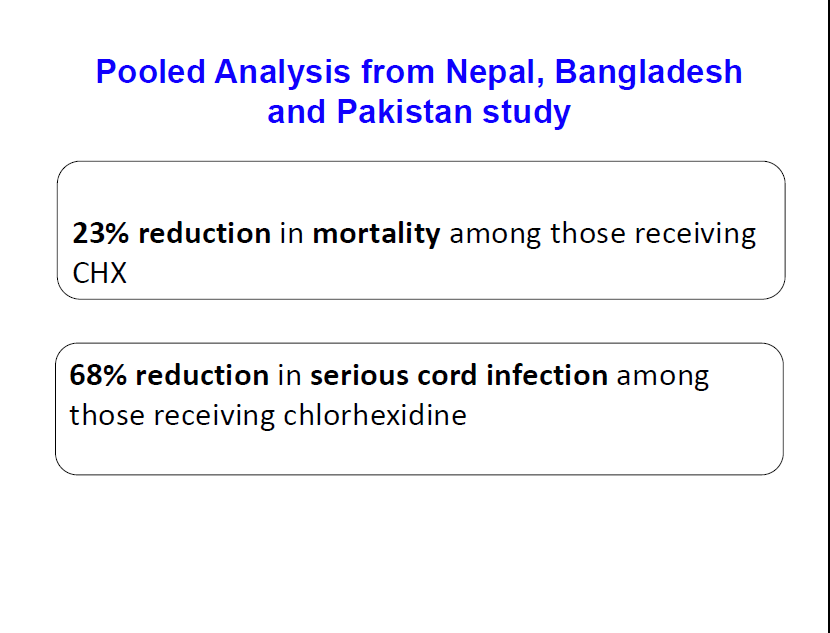 Pooled Analysis from Nepal, Bangladesh
and Pakistan study
23% reduction in mortality among those receiving
CHX
68% reduction in serious cord infection among
those receiving chlorhexidine